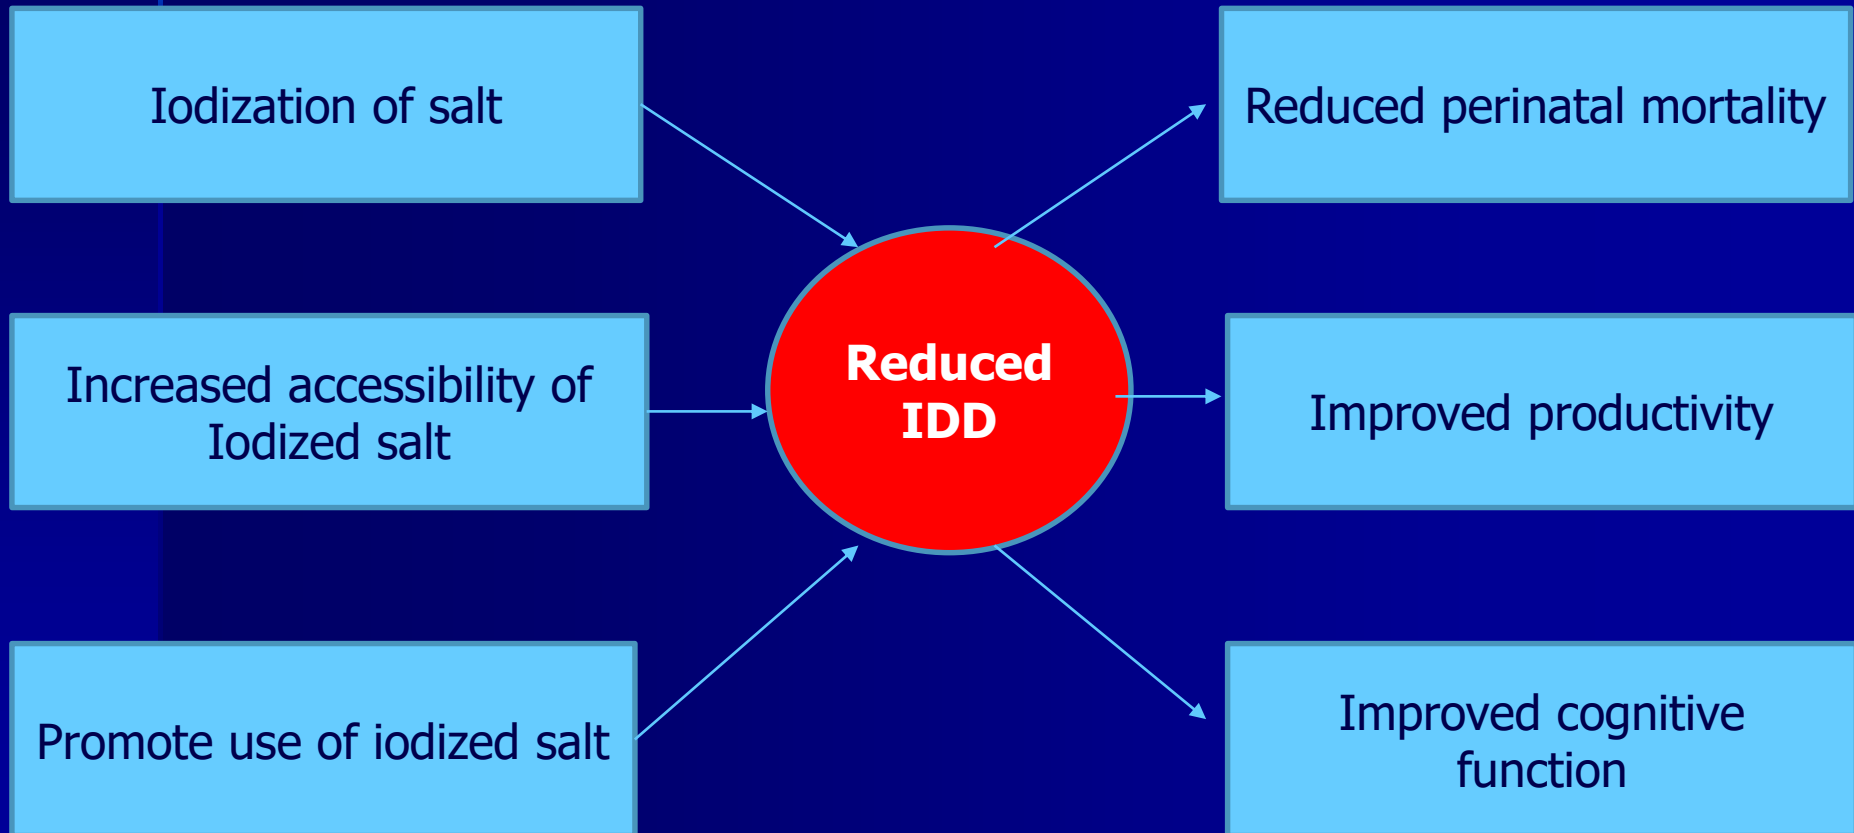 Iodization of salt
Reduced perinatal mortality
Increased accessibility of
Iodized salt
Reduced
IDD
Improved productivity
Promote use of iodized salt
Improved cognitive
function